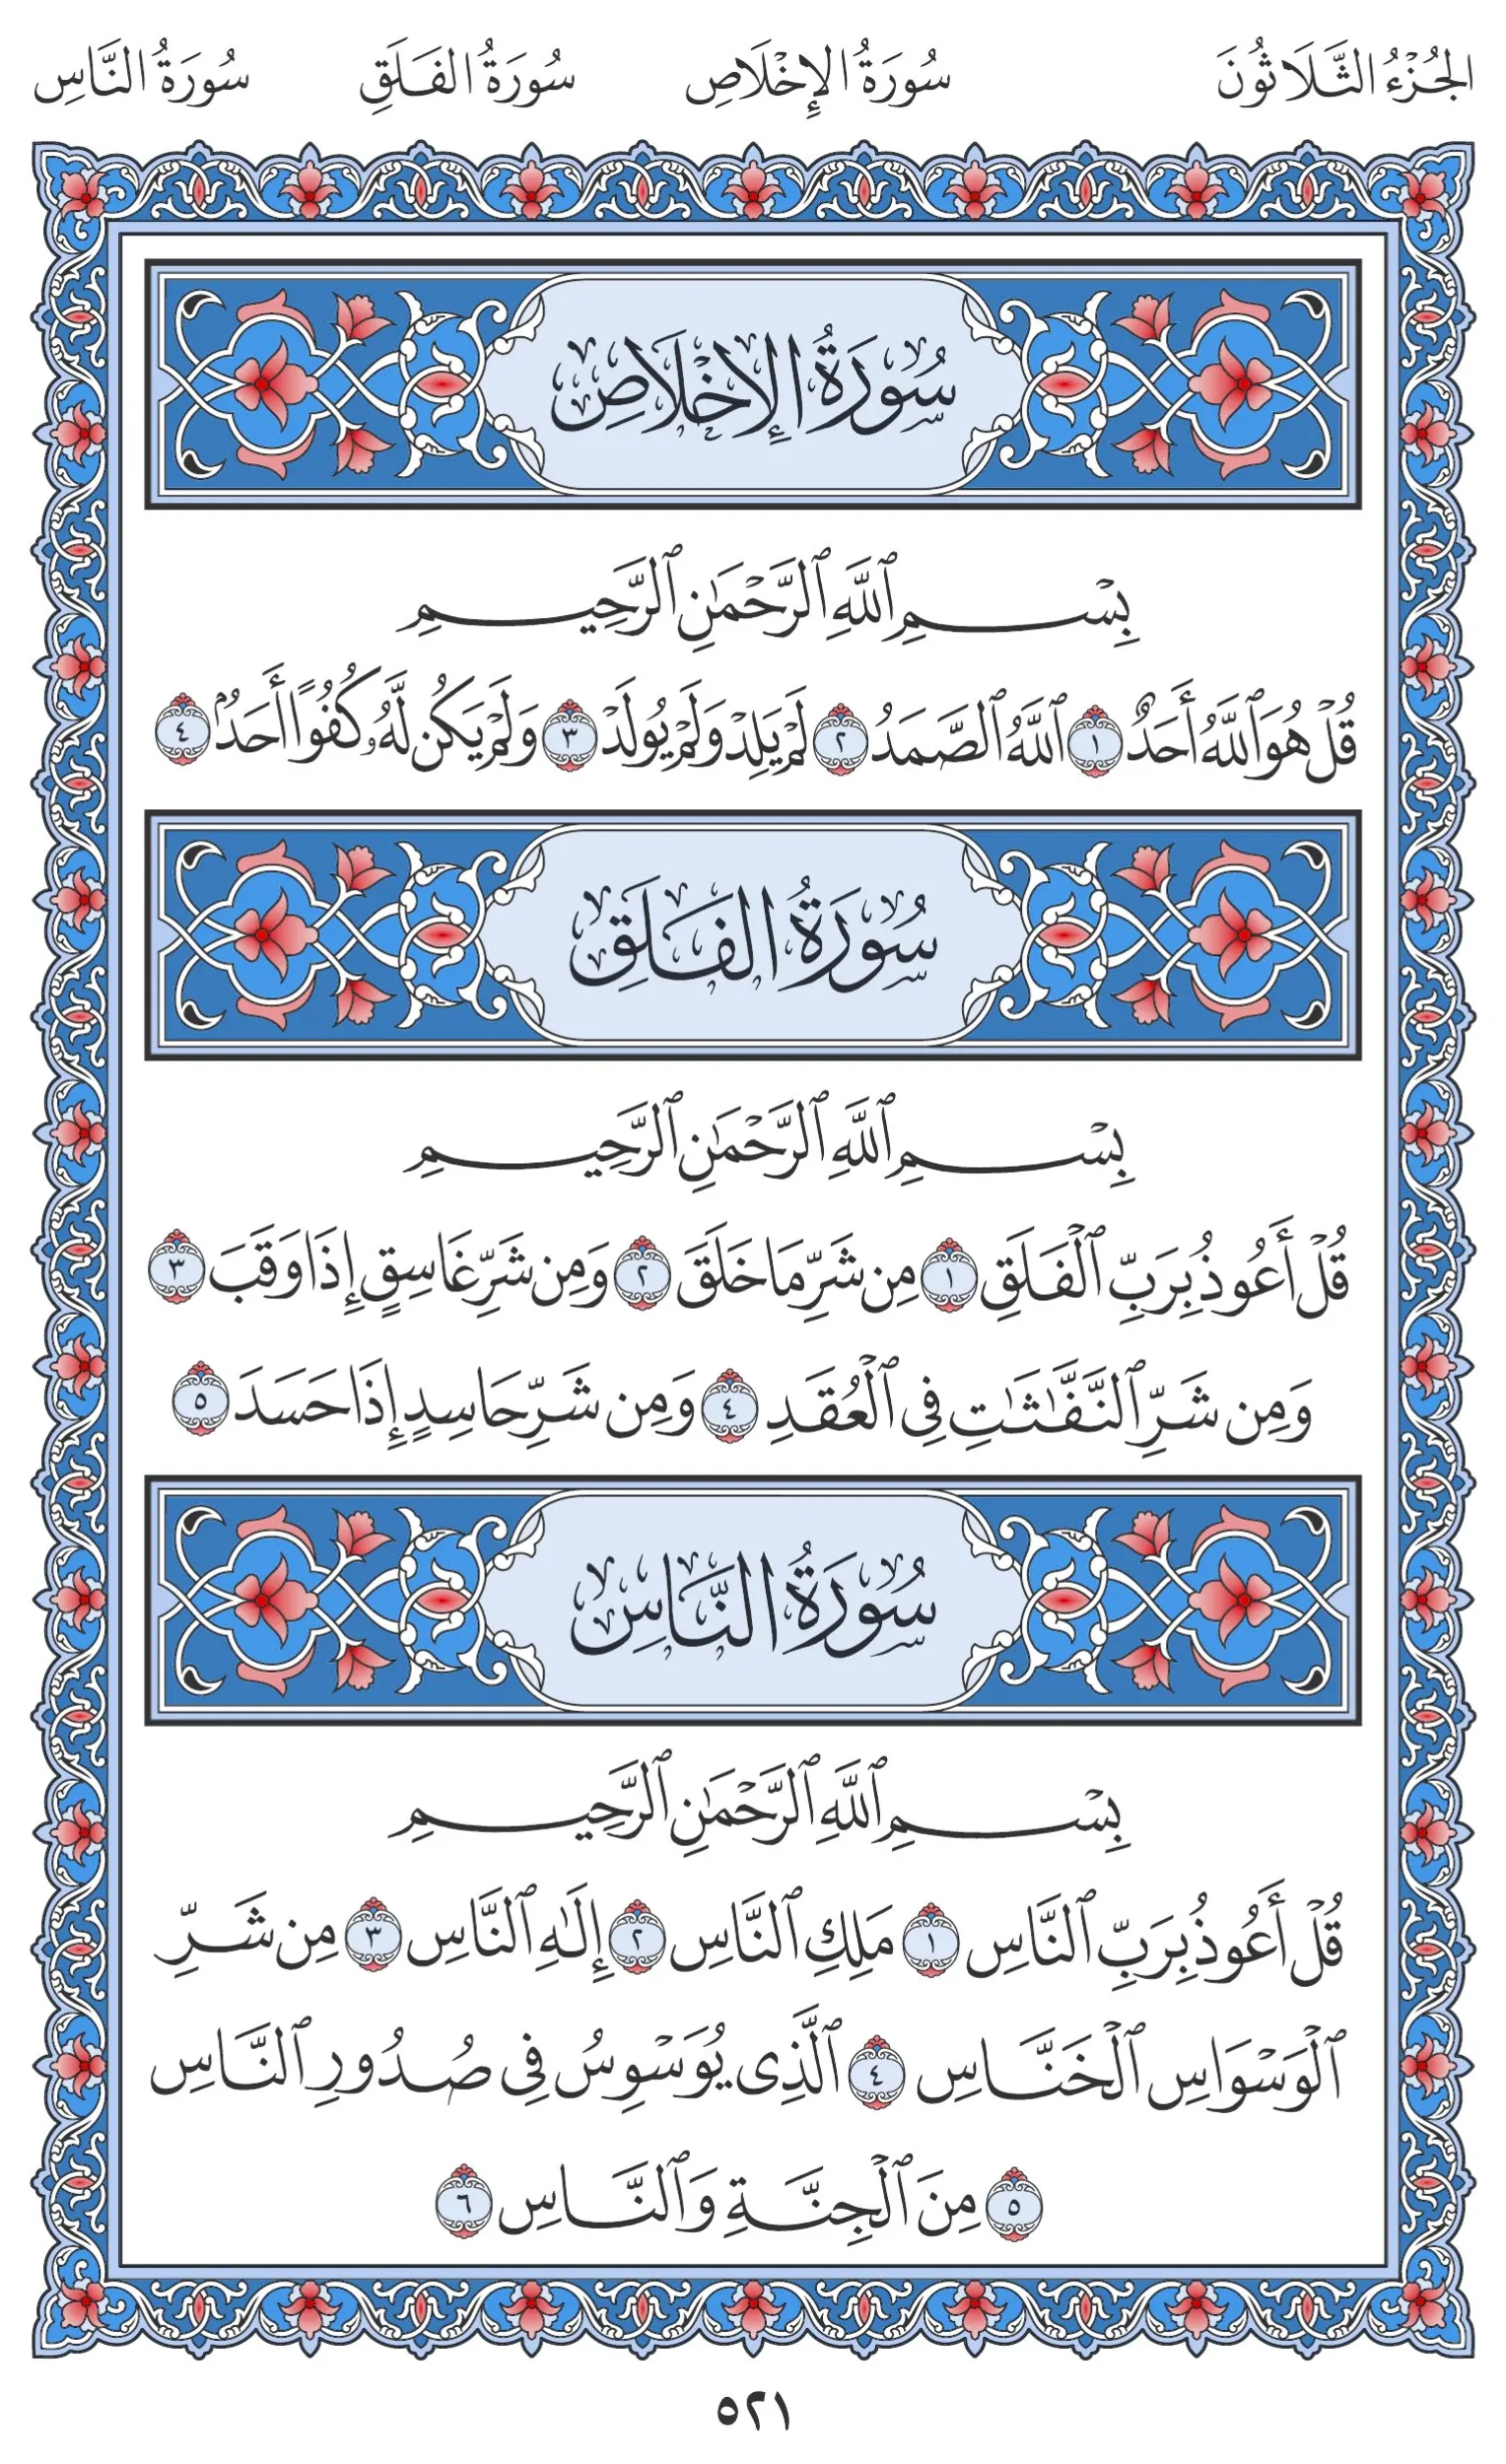 الجُزْءُ الثَّلَاثُونَ سُورَةُ الإِخْلَاصِ سُورَةُ الفَلَقِ سُورَةُ النَّاسِ
سُورَةُ الإِخْلَاصِ
بِسْمِ ٱللَّهِ ٱلرَّحْمَٰنِ ٱلرَّحِيمِ
قُلْ هُوَ ٱللَّهُ أَحَدٌ ١ ٱللَّهُ ٱلصَّمَدُ ٢ لَمْ يَلِدْ وَلَمْ يُولَدْ ٣ وَلَمْ يَكُن لَّهُۥ كُفُوًا أَحَدُۢ ٤
سُورَةُ الفَلَقِ
بِسْمِ ٱللَّهِ ٱلرَّحْمَٰنِ ٱلرَّحِيمِ
قُلْ أَعُوذُ بِرَبِّ ٱلْفَلَقِ ١ مِن شَرِّ مَا خَلَقَ ٢ وَمِن شَرِّ غَاسِقٍ إِذَا وَقَبَ ٣
وَمِن شَرِّ ٱلنَّفَّٰثَٰتِ فِى ٱلْعُقَدِ ٤ وَمِن شَرِّ حَاسِدٍ إِذَا حَسَدَ ٥
سُورَةُ النَّاسِ
بِسْمِ ٱللَّهِ ٱلرَّحْمَٰنِ ٱلرَّحِيمِ
قُلْ أَعُوذُ بِرَبِّ ٱلنَّاسِ ١ مَلِكِ ٱلنَّاسِ ٢ إِلَٰهِ ٱلنَّاسِ ٣ مِن شَرِّ
ٱلْوَسْوَاسِ ٱلْخَنَّاسِ ٤ ٱلَّذِى يُوَسْوِسُ فِى صُدُورِ ٱلنَّاسِ
٥ مِنَ ٱلْجِنَّةِ وَٱلنَّاسِ ٦
٥٢١